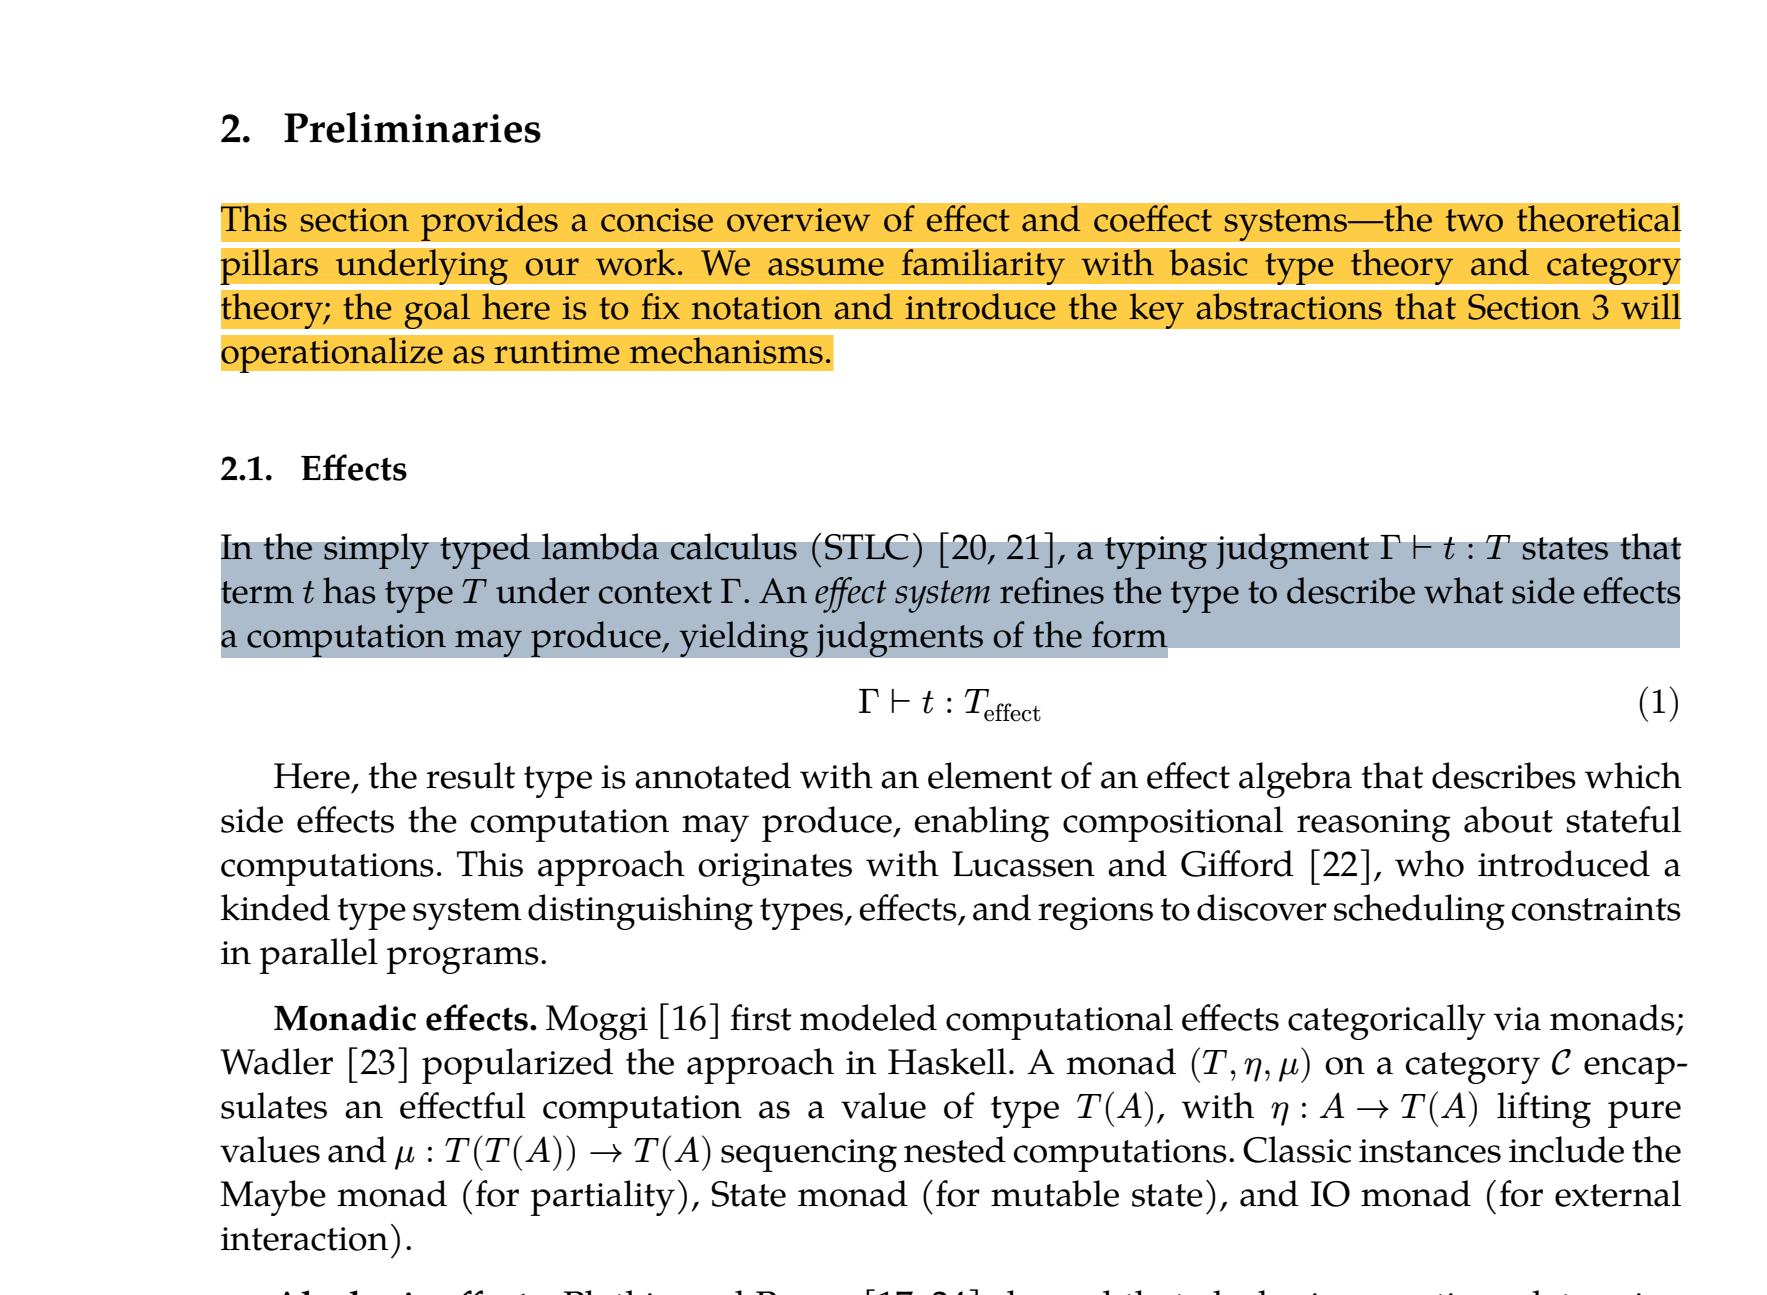 2. Preliminaries
This section provides a concise overview of effect and coeffect systems—the two theoretical
pillars underlying our work. We assume familiarity with basic type theory and category
theory; the goal here is to fix notation and introduce the key abstractions that Section 3 will
operationalize as runtime mechanisms.
2.1. Effects
In the simply typed lambda calculus (STLC) [20, 21], a typing judgment Γ ⊢ t : T states that
term t has type T under context Γ. An effect system refines the type to describe what side effects
a computation may produce, yielding judgments of the form
Γ ⊢ t : T_effect (1)
Here, the result type is annotated with an element of an effect algebra that describes which
side effects the computation may produce, enabling compositional reasoning about stateful
computations. This approach originates with Lucassen and Gifford [22], who introduced a
kinded type system distinguishing types, effects, and regions to discover scheduling constraints
in parallel programs.
Monadic effects. Moggi [16] first modeled computational effects categorically via monads;
Wadler [23] popularized the approach in Haskell. A monad (T, η, μ) on a category 𝒞 encap-
sulates an effectful computation as a value of type T(A), with η : A → T(A) lifting pure
values and μ : T(T(A)) → T(A) sequencing nested computations. Classic instances include the
Maybe monad (for partiality), State monad (for mutable state), and IO monad (for external
interaction).